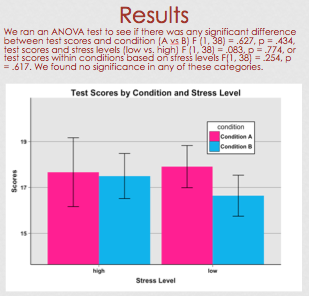 Results
We ran an ANOVA test to see if there was any significant difference
between test scores and condition (A vs B) F (1, 38) = .627, p = .434,
test scores and stress levels (low vs. high) F (1, 38) = .083, p = .774, or
test scores within conditions based on stress levels F(1, 38) = .254, p
= .617. We found no significance in any of these categories.
Test Scores by Condition and Stress Level
condition
Condition A
Condition B
19
17
15
Scores
high
low
Stress Level